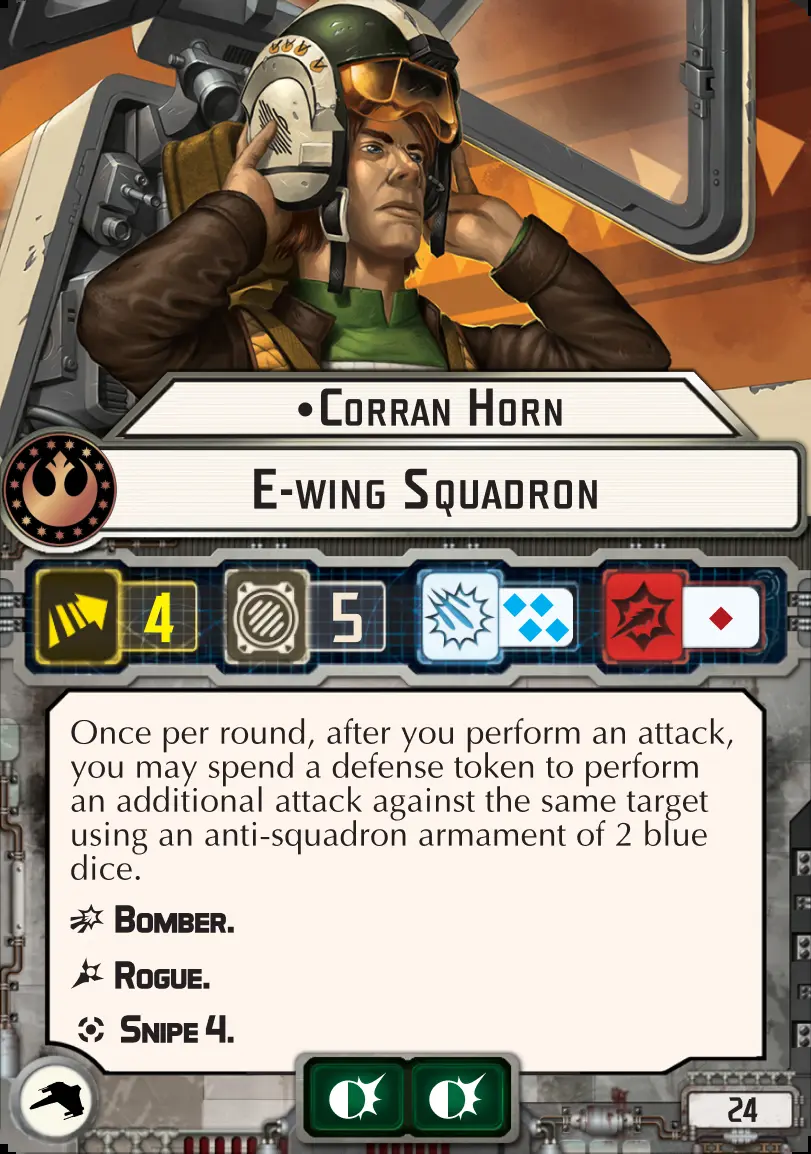 •Corran Horn
E-wing Squadron
4 5
Once per round, after you perform an attack,
you may spend a defense token to perform
an additional attack against the same target
using an anti-squadron armament of 2 blue
dice.
Bomber.
Rogue.
Snipe 4.
24